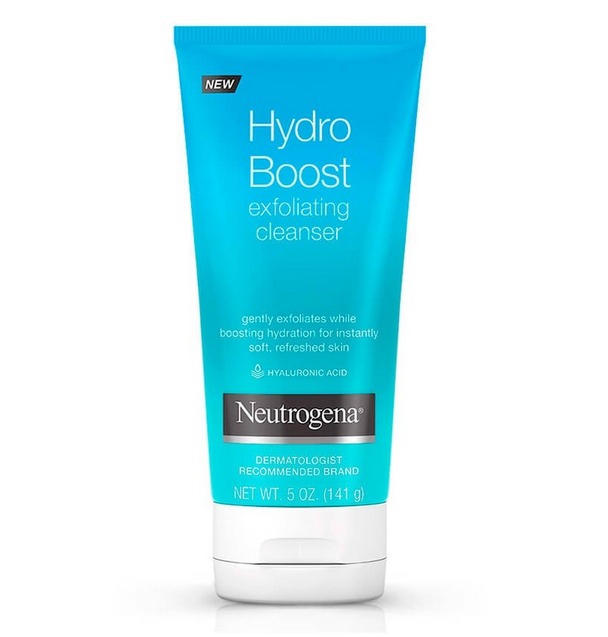 NEW
Hydro
Boost
exfoliating
cleanser
gently exfoliates while
boosting hydration for instantly
soft, refreshed skin
HYALURONIC ACID
Neutrogena®
DERMATOLOGIST
RECOMMENDED BRAND
NET WT. 5 OZ. (141 g)